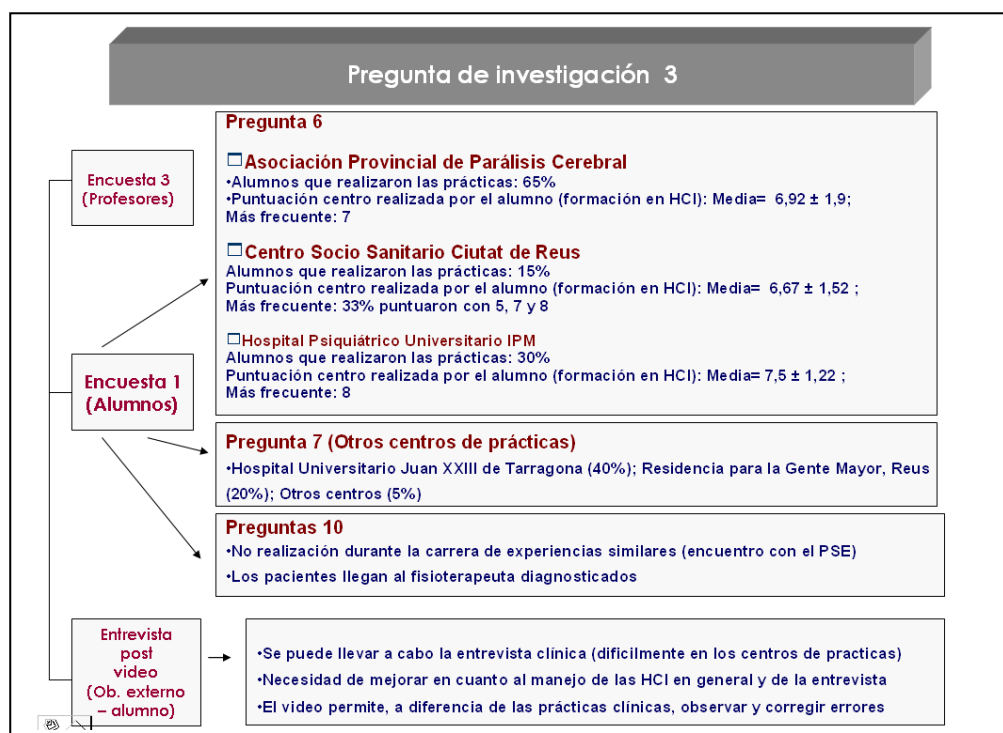 Pregunta de investigación 3
Encuesta 3
(Profesores)
Pregunta 6
Asociación Provincial de Parálisis Cerebral
•Alumnos que realizaron las prácticas: 65%
•Puntuación centro realizada por el alumno (formación en HCI): Media= 6,92 ± 1,9;
Más frecuente: 7
Centro Socio Sanitario Ciutat de Reus
Alumnos que realizaron las prácticas: 15%
Puntuación centro realizada por el alumno (formación en HCI): Media= 6,67 ± 1,52 ;
Más frecuente: 33% puntuaron con 5, 7 y 8
Hospital Psiquiátrico Universitario IPM
Alumnos que realizaron las prácticas: 30%
Puntuación centro realizada por el alumno (formación en HCI): Media= 7,5 ± 1,22 ;
Más frecuente: 8
Encuesta 1
(Alumnos)
Pregunta 7 (Otros centros de prácticas)
•Hospital Universitario Juan XXIII de Tarragona (40%); Residencia para la Gente Mayor, Reus
(20%); Otros centros (5%)
Preguntas 10
•No realización durante la carrera de experiencias similares (encuentro con el PSE)
•Los pacientes llegan al fisioterapeuta diagnosticados
Entrevista
post
video
(Ob. externo
– alumno)
•Se puede llevar a cabo la entrevista clínica (dificilmente en los centros de practicas)
•Necesidad de mejorar en cuanto al manejo de las HCI en general y de la entrevista
•El video permite, a diferencia de las prácticas clínicas, observar y corregir errores